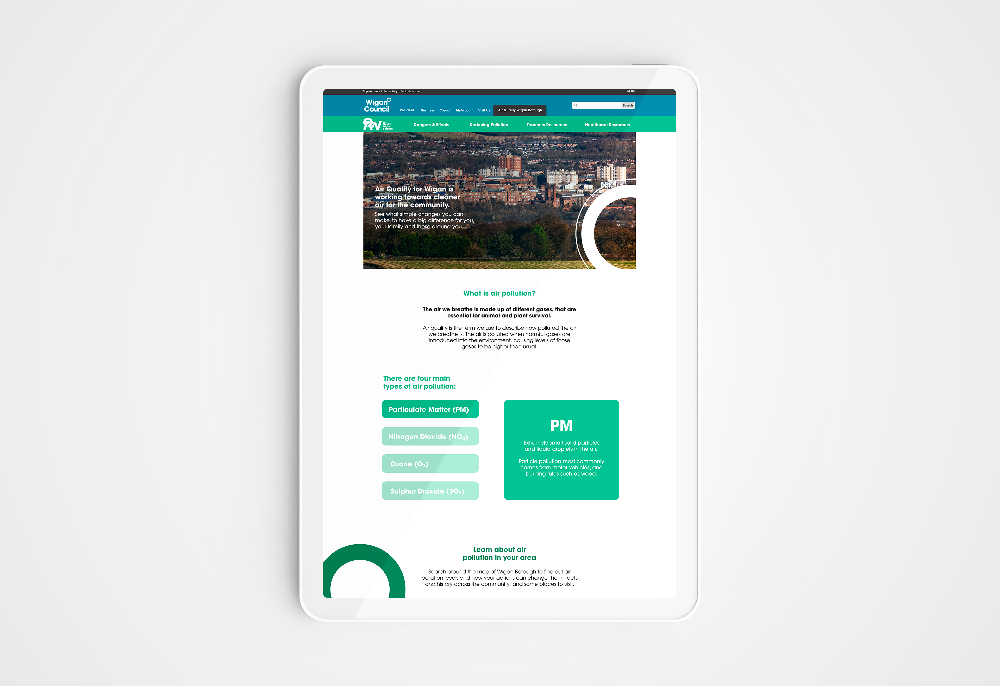 Skip to content | Accessibility | Audio visual tools
Login
Wigan
Council
Resident Business Council MyAccount Visit Us Air Quality Wigan Borough
Search
Air
Quality
Wigan
Borough
Dangers & Effects Reducing Pollution Teachers Resources Healthcare Resources
Air Quality for Wigan is
working towards cleaner
air for the community.
See what simple changes you can
make, to have a big difference for you,
your family and those around you
What is air pollution?
The air we breathe is made up of different gases, that are
essential for animal and plant survival.
Air quality is the term we use to describe how polluted the air
we breathe is. The air is polluted when harmful gases are
introduced into the environment, causing levels of those
gases to be higher than usual.
There are four main
types of air pollution:
Particulate Matter (PM)
Nitrogen Dioxide (NO₂)
Ozone (O₃)
Sulphur Dioxide (SO₂)
PM
Extremely small solid particles
and liquid droplets in the air.
Particle pollution most commonly
comes from motor vehicles, and
burning fules such as wood.
Learn about air
pollution in your area
Search around the map of Wigan Borough to find out air
pollution levels and how your actions can change them, facts
and history across the community, and some places to visit.